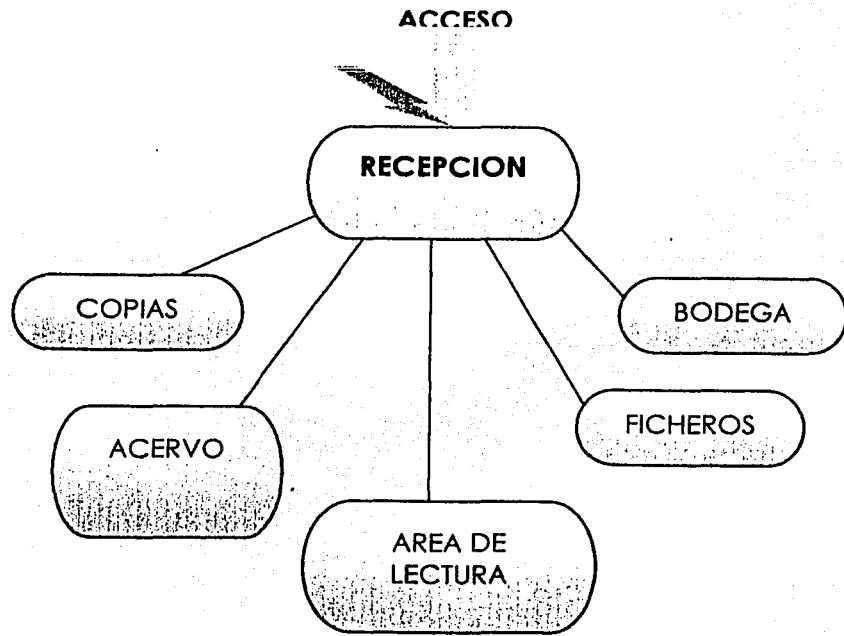 ACCESO
RECEPCION
COPIAS
BODEGA
ACERVO
FICHEROS
AREA DE
LECTURA